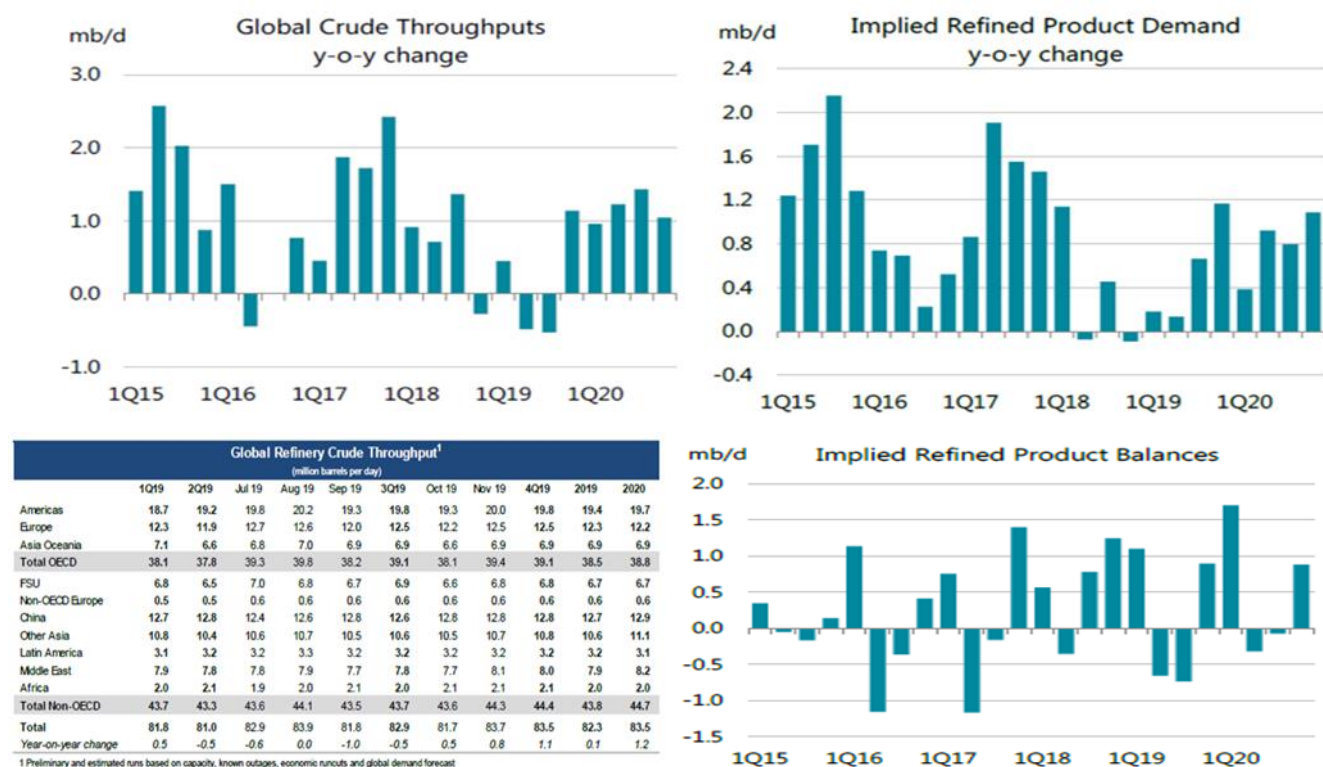 Global Crude Throughputs
y-o-y change
mb/d
3.0
2.0
1.0
0.0
-1.0
1Q15 1Q16 1Q17 1Q18 1Q19 1Q20
Implied Refined Product Demand
y-o-y change
mb/d
2.4
2.0
1.6
1.2
0.8
0.4
0.0
-0.4
1Q15 1Q16 1Q17 1Q18 1Q19 1Q20
Global Refinery Crude Throughput¹
(million barrels per day)
1Q19 2Q19 Jul 19 Aug 19 Sep 19 3Q19 Oct 19 Nov 19 4Q19 2019 2020
Americas 18.7 19.2 19.8 20.2 19.3 19.8 19.3 20.0 19.8 19.4 19.7
Europe 12.3 11.9 12.7 12.6 12.0 12.5 12.2 12.5 12.5 12.3 12.2
Asia Oceania 7.1 6.6 6.8 7.0 6.9 6.9 6.6 6.9 6.9 6.9 6.9
Total OECD 38.1 37.8 39.3 39.8 38.2 39.1 38.1 39.4 39.1 38.5 38.8
FSU 6.8 6.5 7.0 6.8 6.7 6.9 6.6 6.8 6.8 6.7 6.7
Non-OECD Europe 0.5 0.5 0.6 0.6 0.6 0.6 0.6 0.6 0.6 0.6 0.6
China 12.7 12.8 12.4 12.6 12.8 12.6 12.8 12.8 12.8 12.7 12.9
Other Asia 10.8 10.4 10.6 10.7 10.5 10.6 10.5 10.7 10.8 10.6 11.1
Latin America 3.1 3.2 3.2 3.3 3.2 3.2 3.2 3.2 3.2 3.2 3.1
Middle East 7.9 7.8 7.8 7.9 7.7 7.8 7.7 8.1 8.0 7.9 8.2
Africa 2.0 2.1 1.9 2.0 2.1 2.0 2.1 2.1 2.1 2.0 2.0
Total Non-OECD 43.7 43.3 43.6 44.1 43.5 43.7 43.6 44.3 44.4 43.8 44.7
Total 81.8 81.0 82.9 83.9 81.8 82.9 81.7 83.7 83.5 82.3 83.5
Year-on-year change 0.5 -0.5 -0.6 0.0 -1.0 -0.5 0.5 0.8 1.1 0.1 1.2
1 Preliminary and estimated runs based on capacity, known outages, economic runcuts and global demand forecast
mb/d
Implied Refined Product Balances
2.0
1.5
1.0
0.5
0.0
-0.5
-1.0
-1.5
1Q15 1Q16 1Q17 1Q18 1Q19 1Q20